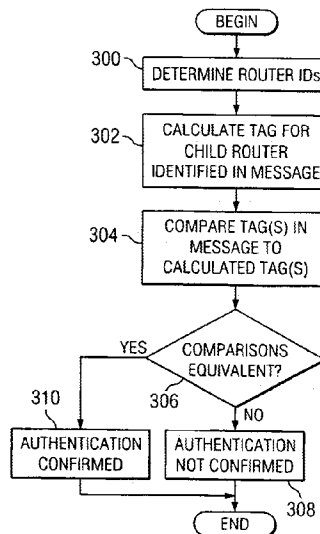 BEGIN
300
DETERMINE ROUTER IDs
302
CALCULATE TAG FOR
CHILD ROUTER
IDENTIFIED IN MESSAGE
304
COMPARE TAG(S) IN
MESSAGE TO
CALCULATED TAG(S)
YES
COMPARISONS
EQUIVALENT?
306
NO
310
AUTHENTICATION
CONFIRMED
AUTHENTICATION
NOT CONFIRMED
308
END